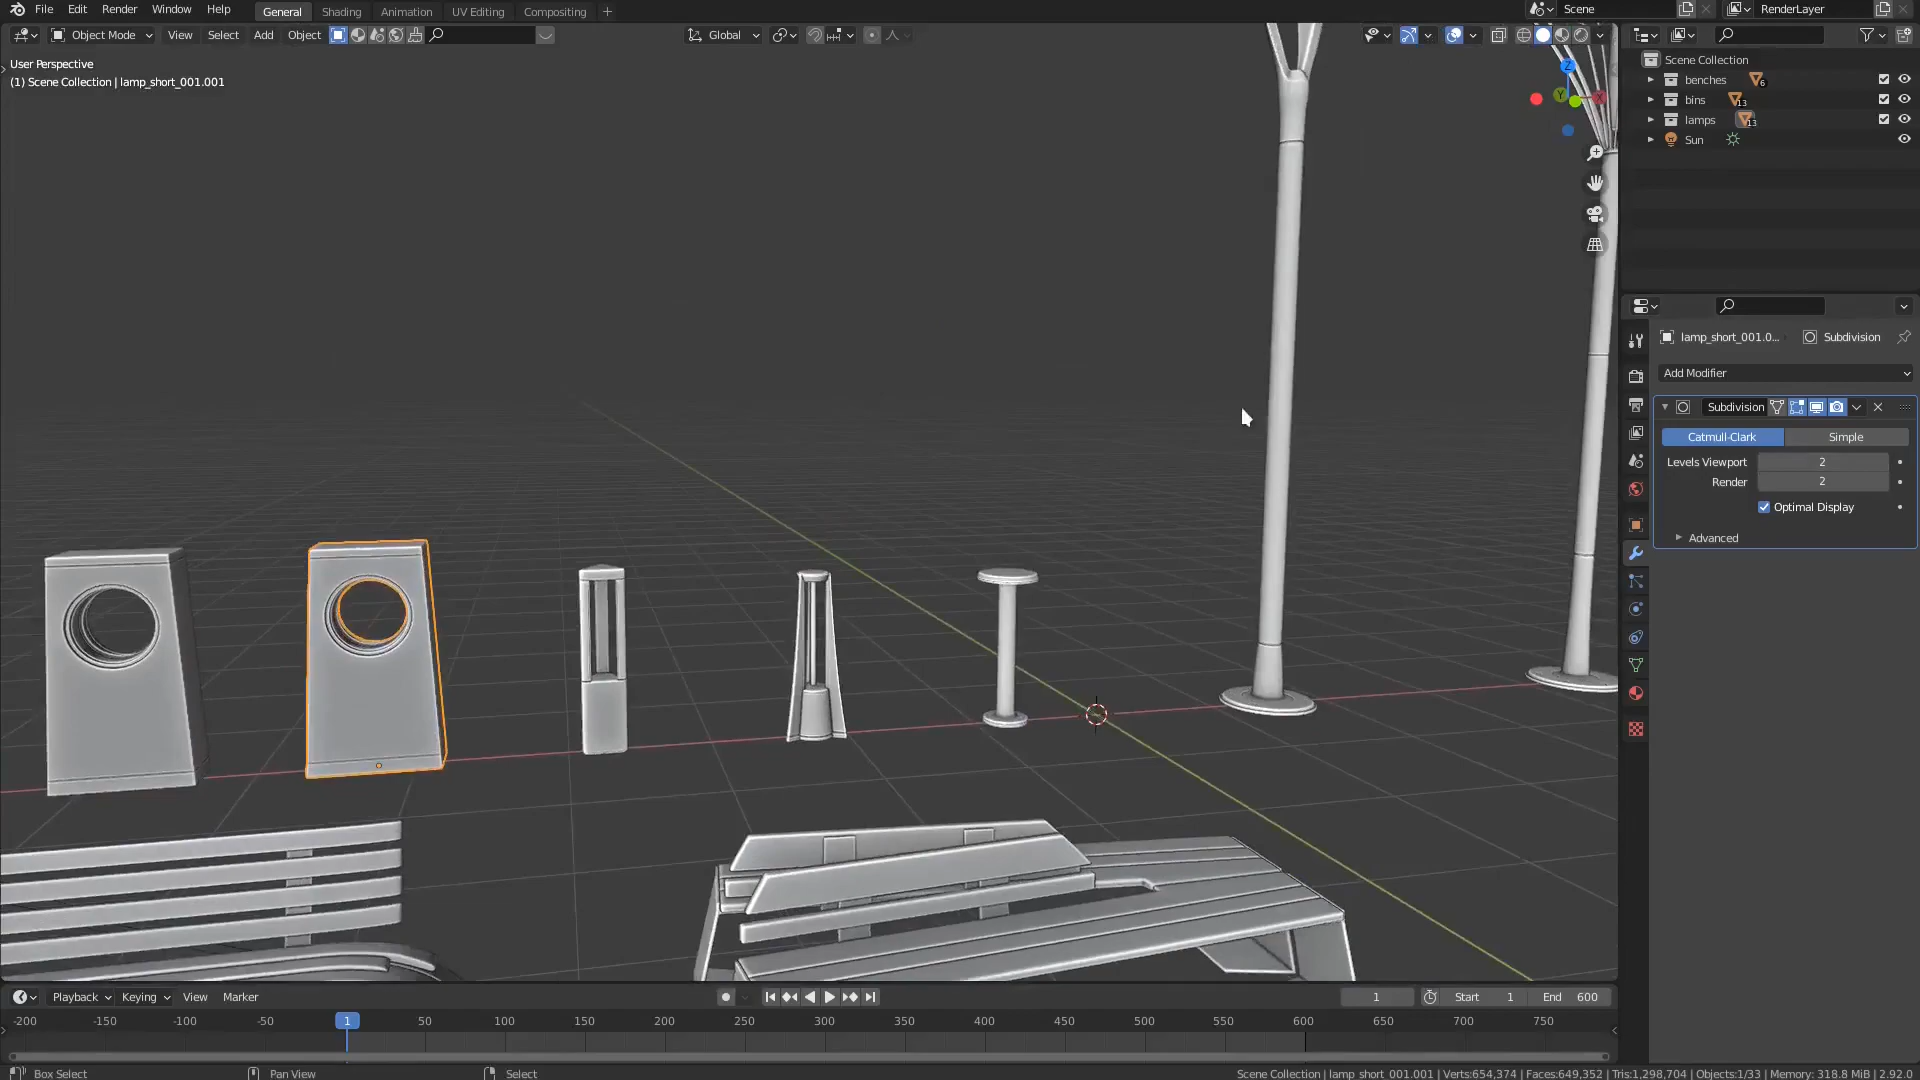 File Edit Render Window Help General Shading Animation UV Editing Compositing + Scene RenderLayer
Object Mode View Select Add Object Global
User Perspective
(1) Scene Collection | lamp_short_001.001
Z
Y
X
Scene Collection
benches 6
bins 13
lamps 13
Sun
lamp_short_001.0... Subdivision
Add Modifier
Subdivision
Catmull-Clark Simple
Levels Viewport 2
Render 2
Optimal Display
Advanced
Playback Keying View Marker 1 Start 1 End 600
-200 -150 -100 -50 1 50 100 150 200 250 300 350 400 450 500 550 600 650 700 750
Box Select Pan View Select Scene Collection | lamp_short_001.001 | Verts:654,374 | Faces:649,352 | Tris:1,298,704 | Objects:1/33 | Memory: 318.8 MiB | 2.92.0